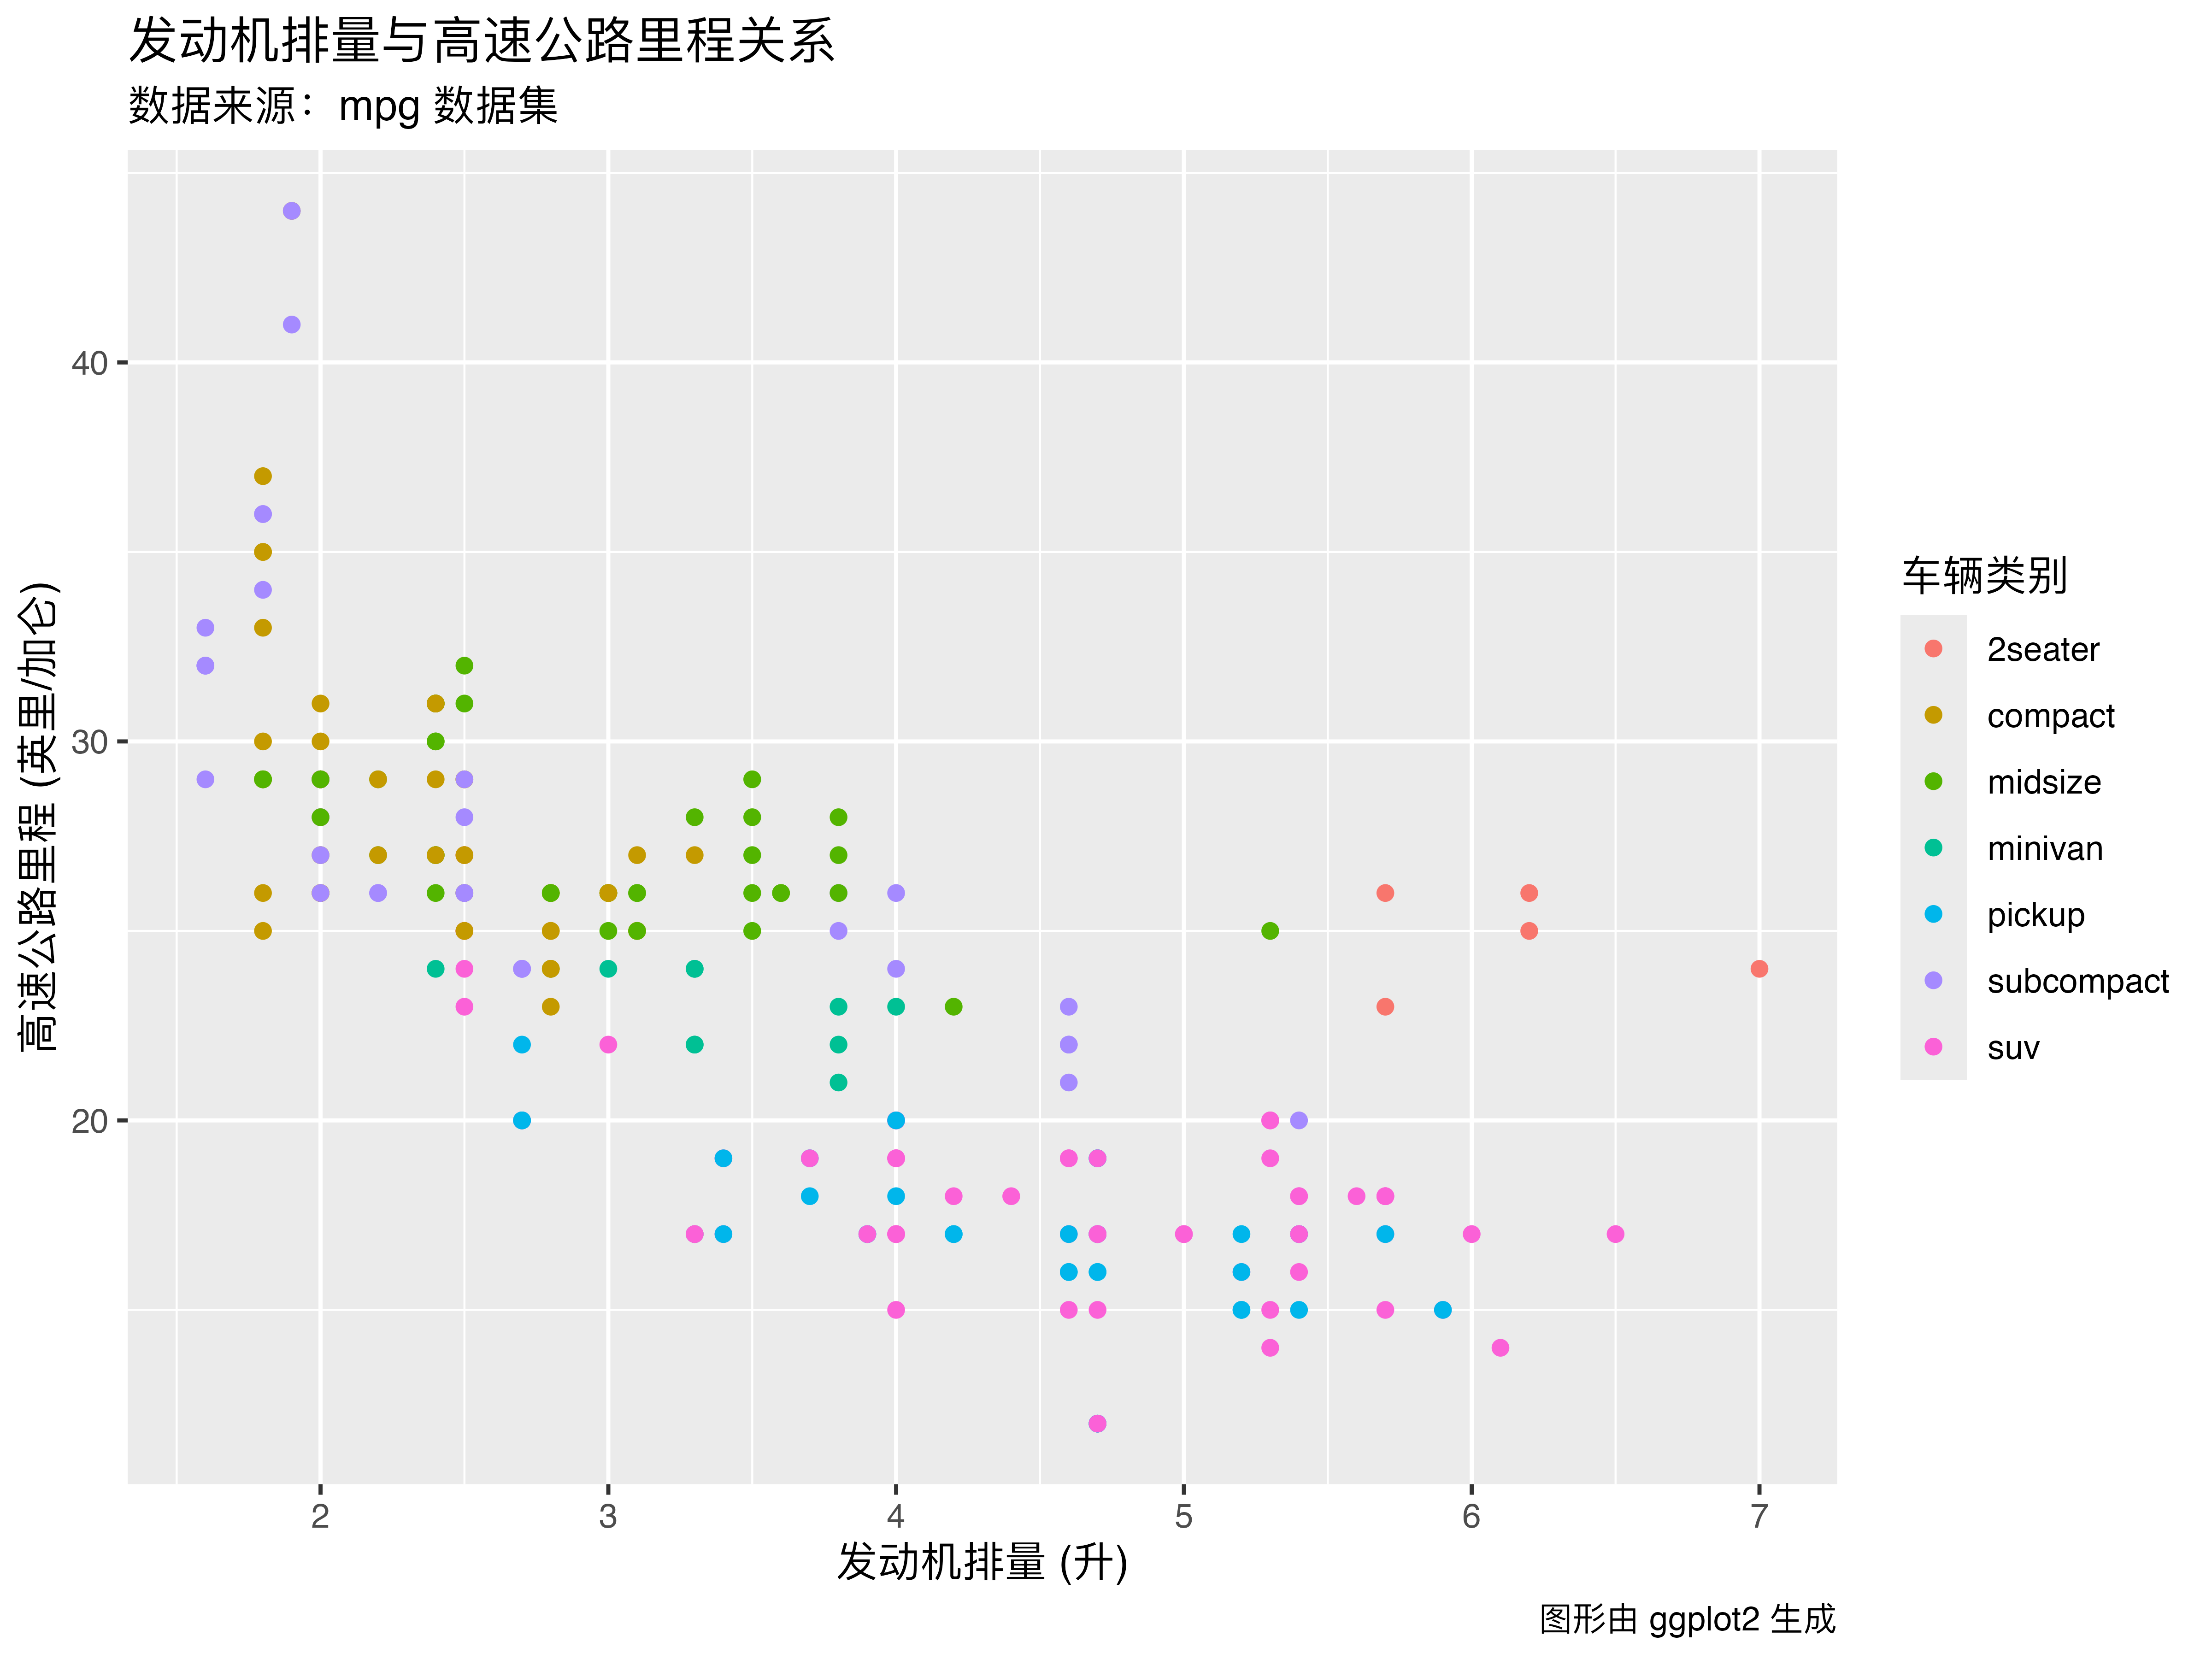 发动机排量与高速公路里程关系
数据来源：mpg 数据集
高速公路里程 (英里/加仑)
40
30
20
2
3
4
5
6
7
发动机排量 (升)
车辆类别
2seater
compact
midsize
minivan
pickup
subcompact
suv
图形由 ggplot2 生成